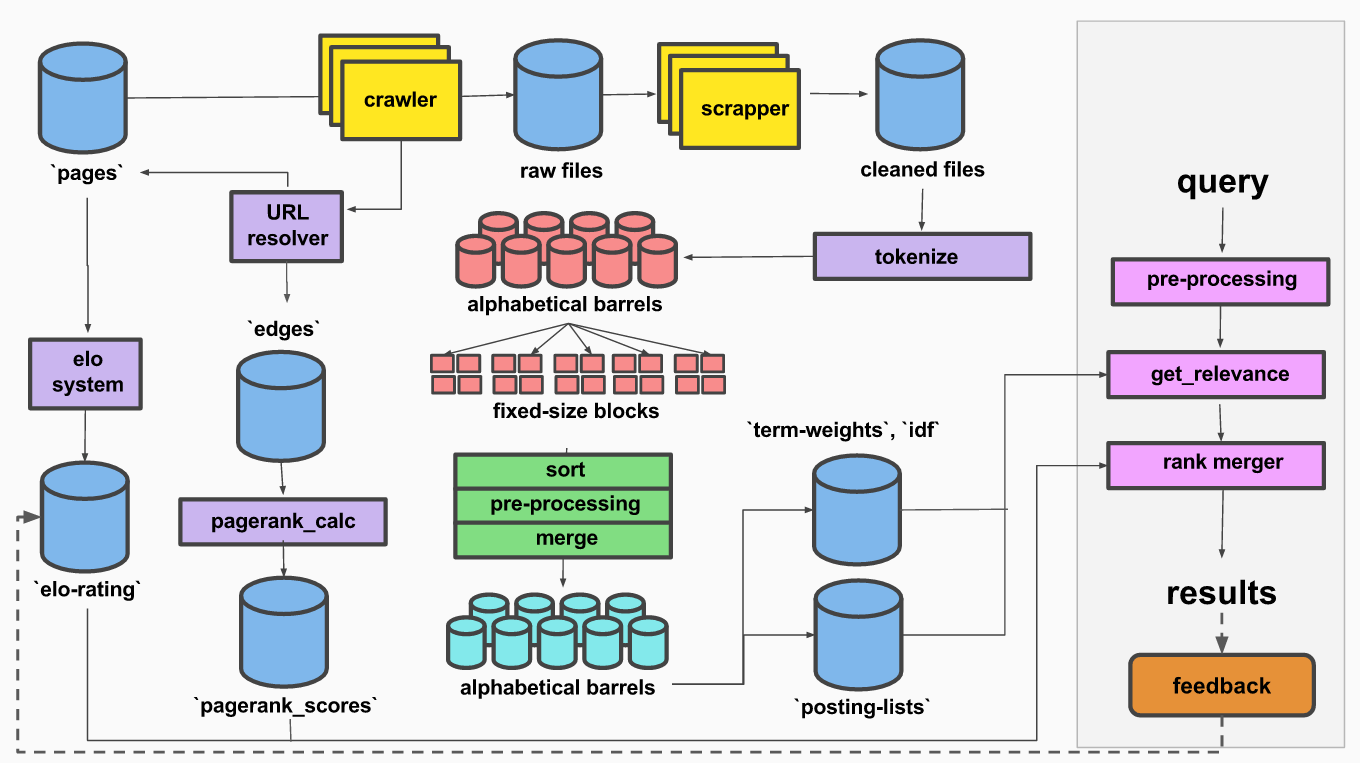 crawler
scrapper
`pages`
raw files
cleaned files
query
URL
resolver
tokenize
pre-processing
alphabetical barrels
`edges`
elo
system
get_relevance
fixed-size blocks
`term-weights`, `idf`
sort
pre-processing
merge
rank merger
pagerank_calc
`elo-rating`
results
alphabetical barrels
`pagerank_scores`
`posting-lists`
feedback